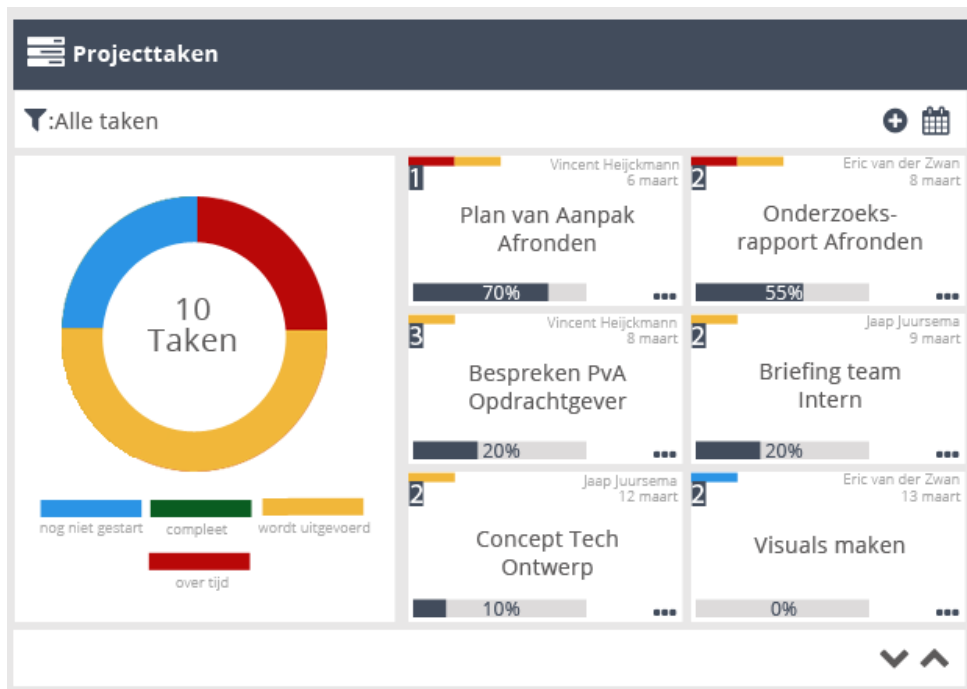 Projecttaken
:Alle taken
10
Taken
nog niet gestart
compleet
wordt uitgevoerd
over tijd
1
Vincent Heijckmann
6 maart
Plan van Aanpak
Afronden
70%
2
Eric van der Zwan
8 maart
Onderzoeks-
rapport Afronden
55%
3
Vincent Heijckmann
8 maart
Bespreken PvA
Opdrachtgever
20%
2
Jaap Juursema
9 maart
Briefing team
Intern
20%
2
Jaap Juursema
12 maart
Concept Tech
Ontwerp
10%
2
Eric van der Zwan
13 maart
Visuals maken
0%